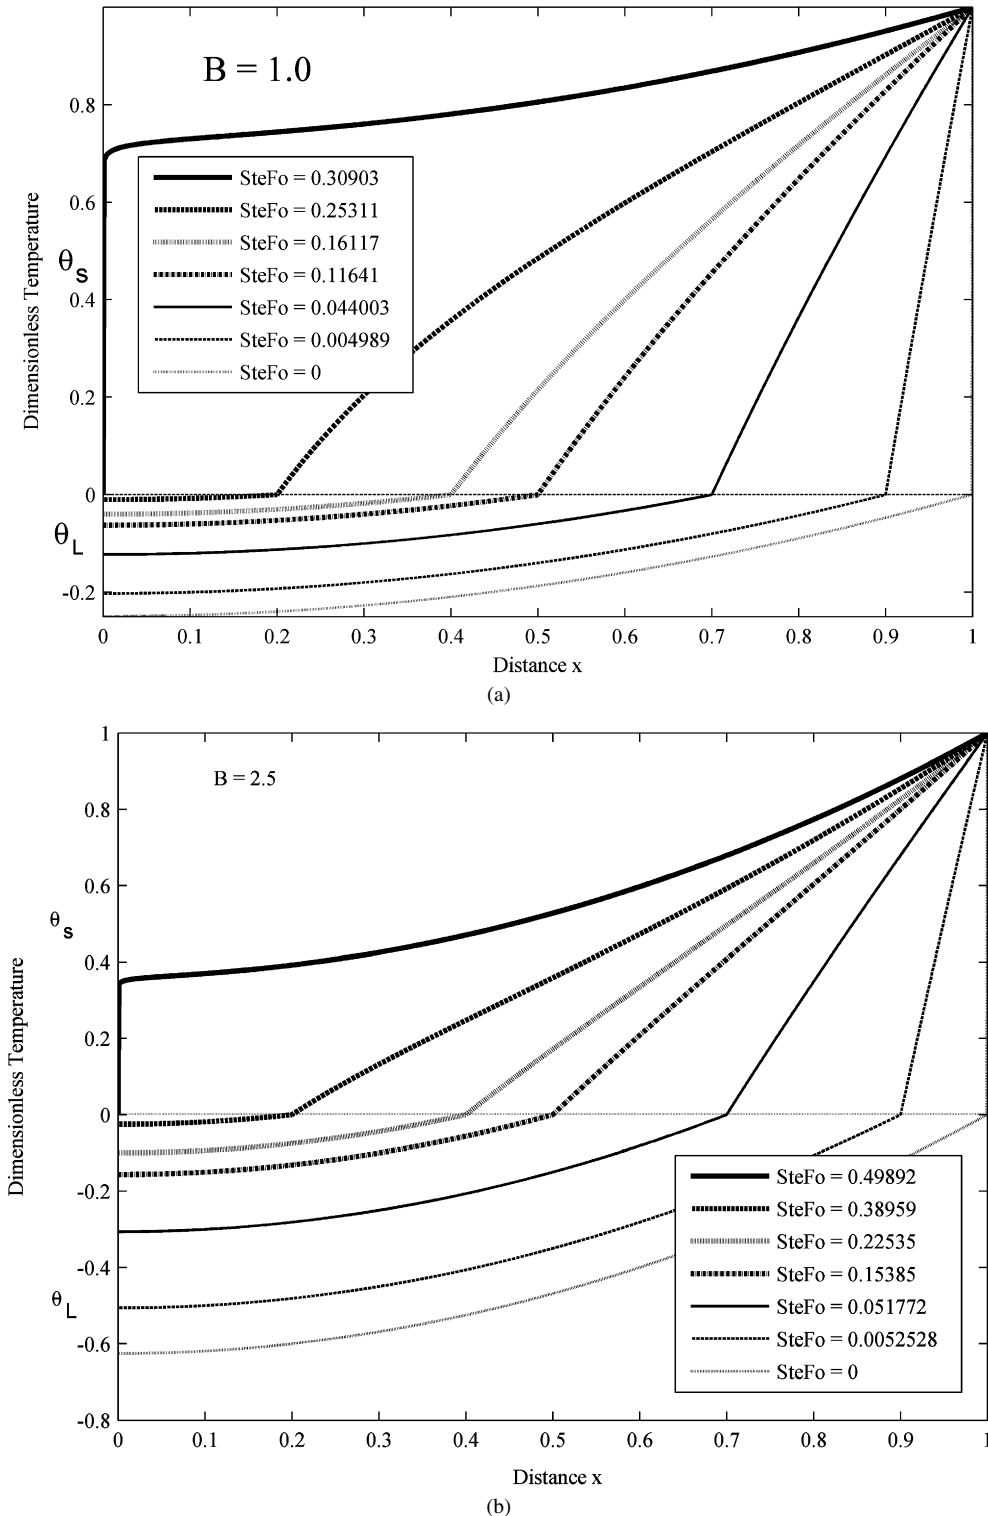 B = 1.0
0.8
0.6
0.4
0.2
0
-0.2
Dimensionless Temperature
θS
θL
SteFo = 0.30903
SteFo = 0.25311
SteFo = 0.16117
SteFo = 0.11641
SteFo = 0.044003
SteFo = 0.004989
SteFo = 0
0 0.1 0.2 0.3 0.4 0.5 0.6 0.7 0.8 0.9 1
Distance x
(a)
B = 2.5
1
0.8
0.6
0.4
0.2
0
-0.2
-0.4
-0.6
-0.8
Dimensionless Temperature
θS
θL
SteFo = 0.49892
SteFo = 0.38959
SteFo = 0.22535
SteFo = 0.15385
SteFo = 0.051772
SteFo = 0.0052528
SteFo = 0
0 0.1 0.2 0.3 0.4 0.5 0.6 0.7 0.8 0.9 1
Distance x
(b)